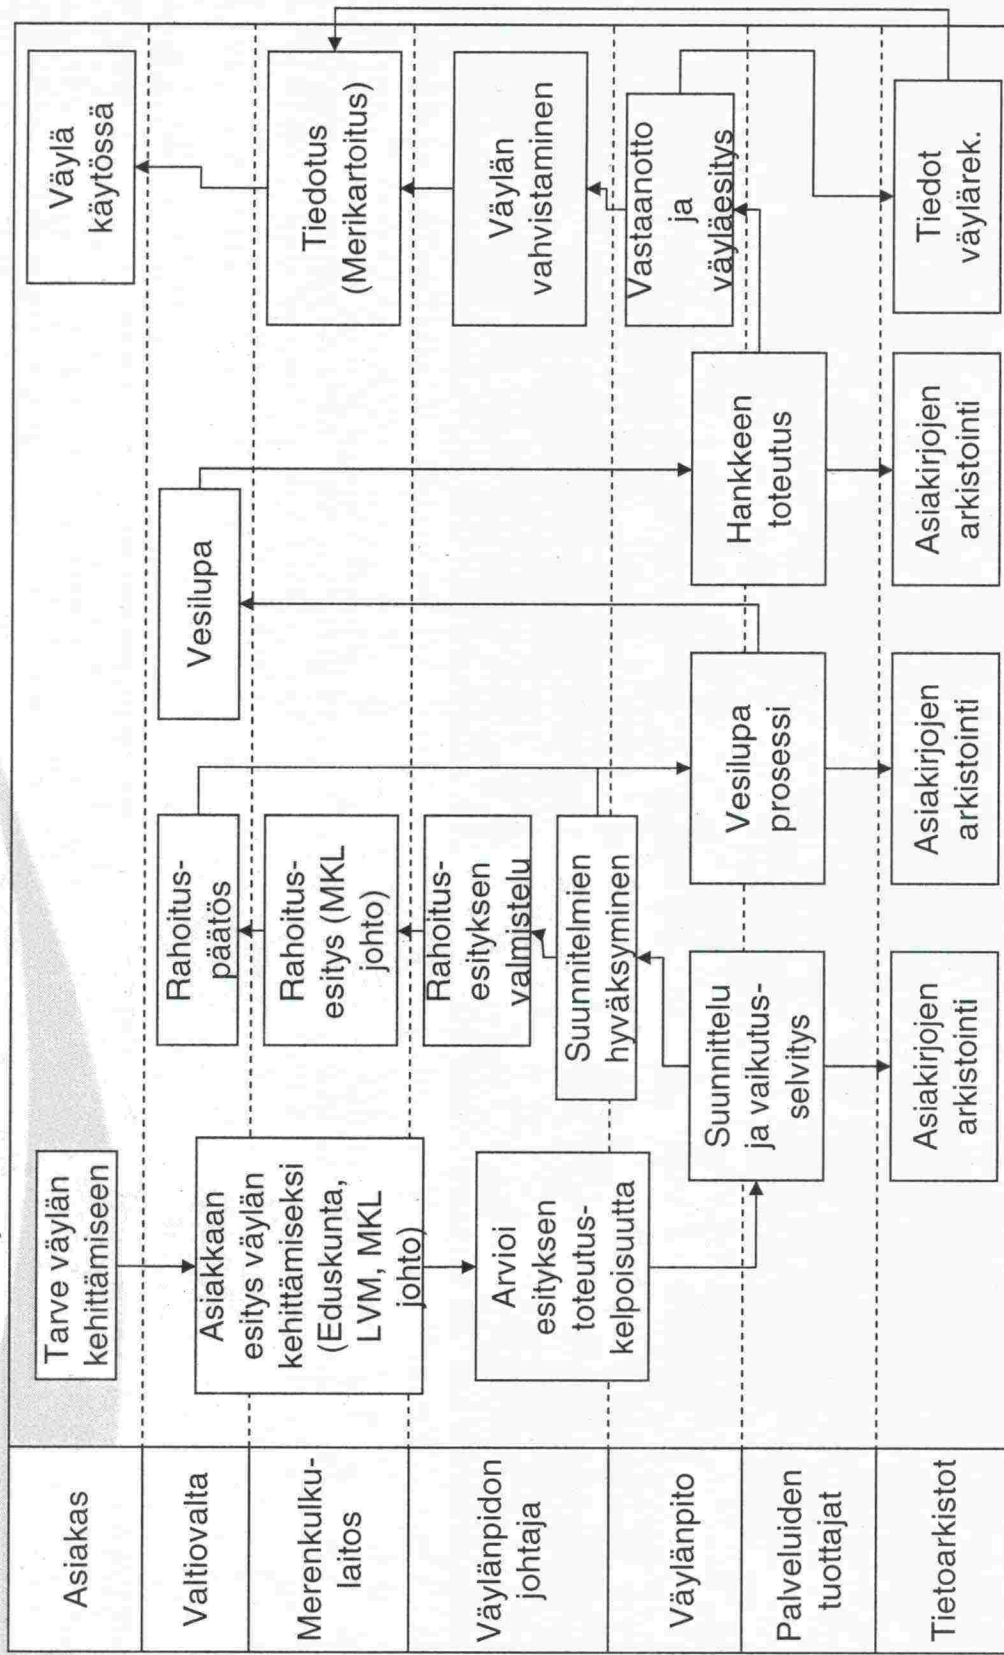 Asiakas
Tarve väylän
kehittämiseen
Väylä
käytössä
Valtiovalta
Rahoitus-
päätös
Vesilupa
Merenkulku-
laitos
Asiakkaan
esitys väylän
kehittämiseksi
(Eduskunta,
LVM, MKL
johto)
Rahoitus-
esitys (MKL
johto)
Tiedotus
(Merikartoitus)
Väylänpidon
johtaja
Arvioi
esityksen
toteutus-
kelpoisuutta
Rahoitus-
esityksen
valmistelu
Suunnitelmien
hyväksyminen
Väylän
vahvistaminen
Väylänpito
Vastaanotto
ja
väyläesitys
Palveluiden
tuottajat
Suunnittelu
ja vaikutus-
selvitys
Vesilupa
prosessi
Hankkeen
toteutus
Tietoarkistot
Asiakirjojen
arkistointi
Asiakirjojen
arkistointi
Asiakirjojen
arkistointi
Tiedot
väylärek.